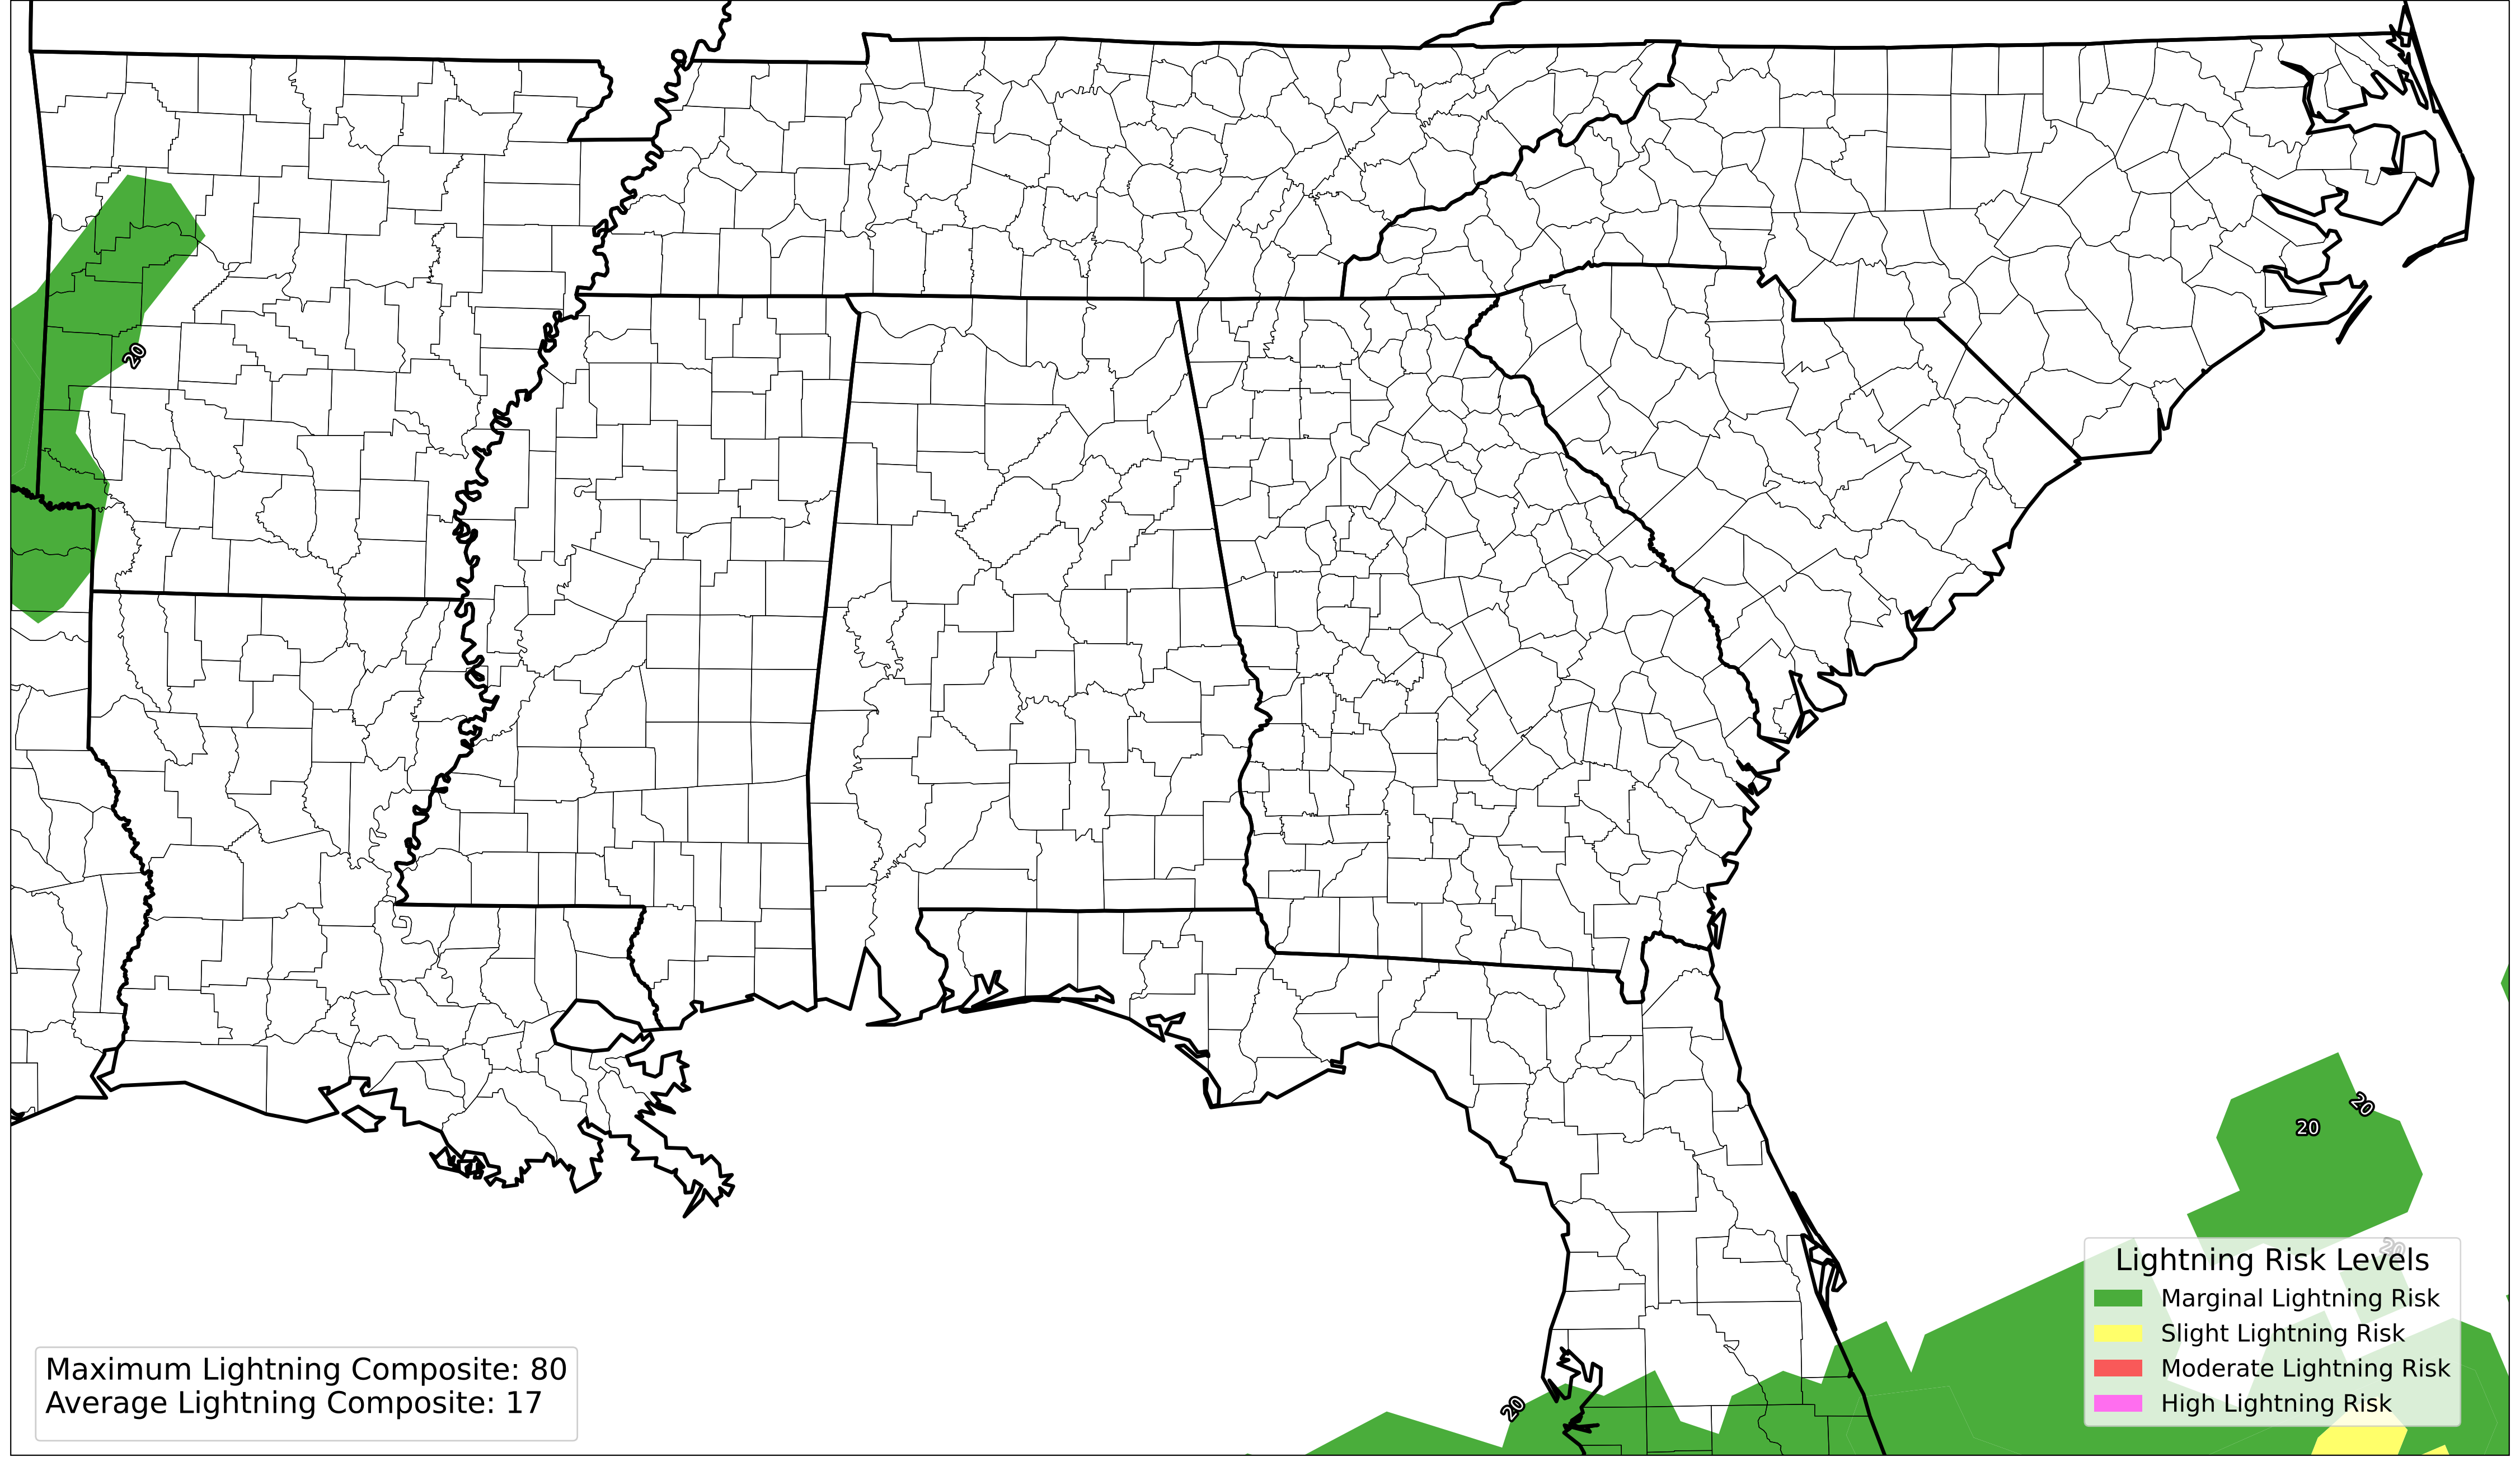 20
20
20
20
20
Lightning Risk Levels
Marginal Lightning Risk
Slight Lightning Risk
Moderate Lightning Risk
High Lightning Risk
Maximum Lightning Composite: 80
Average Lightning Composite: 17